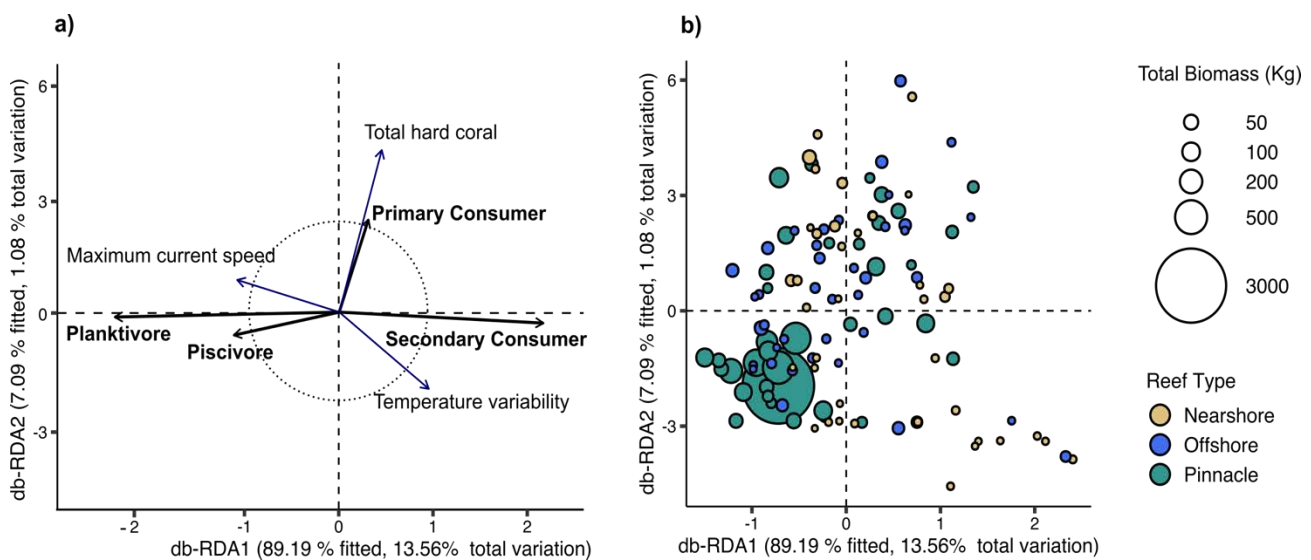 a)
db-RDA2 (7.09 % fitted, 1.08 % total variation)
6
3
0
-3
Total hard coral
Primary Consumer
Maximum current speed
Planktivore
Piscivore
Secondary Consumer
Temperature variability
-2
-1
0
1
2
db-RDA1 (89.19 % fitted, 13.56% total variation)
b)
db-RDA2 (7.09 % fitted, 1.08 % total variation)
6
3
0
-3
-1
0
1
2
db-RDA1 (89.19 % fitted, 13.56% total variation)
Total Biomass (Kg)
50
100
200
500
3000
Reef Type
Nearshore
Offshore
Pinnacle